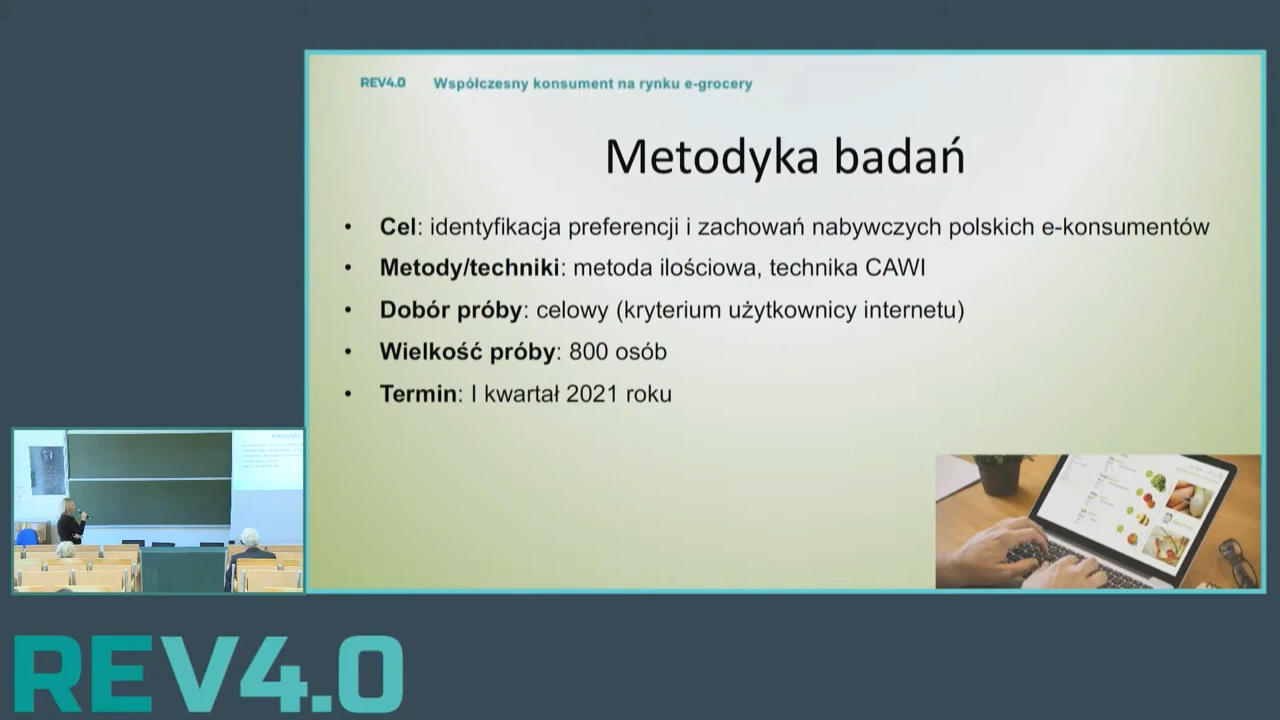 REV4.0 Współczesny konsument na rynku e-grocery
Metodyka badań
• Cel: identyfikacja preferencji i zachowań nabywczych polskich e-konsumentów
• Metody/techniki: metoda ilościowa, technika CAWI
• Dobór próby: celowy (kryterium użytkownicy internetu)
• Wielkość próby: 800 osób
• Termin: I kwartał 2021 roku
REV4.0